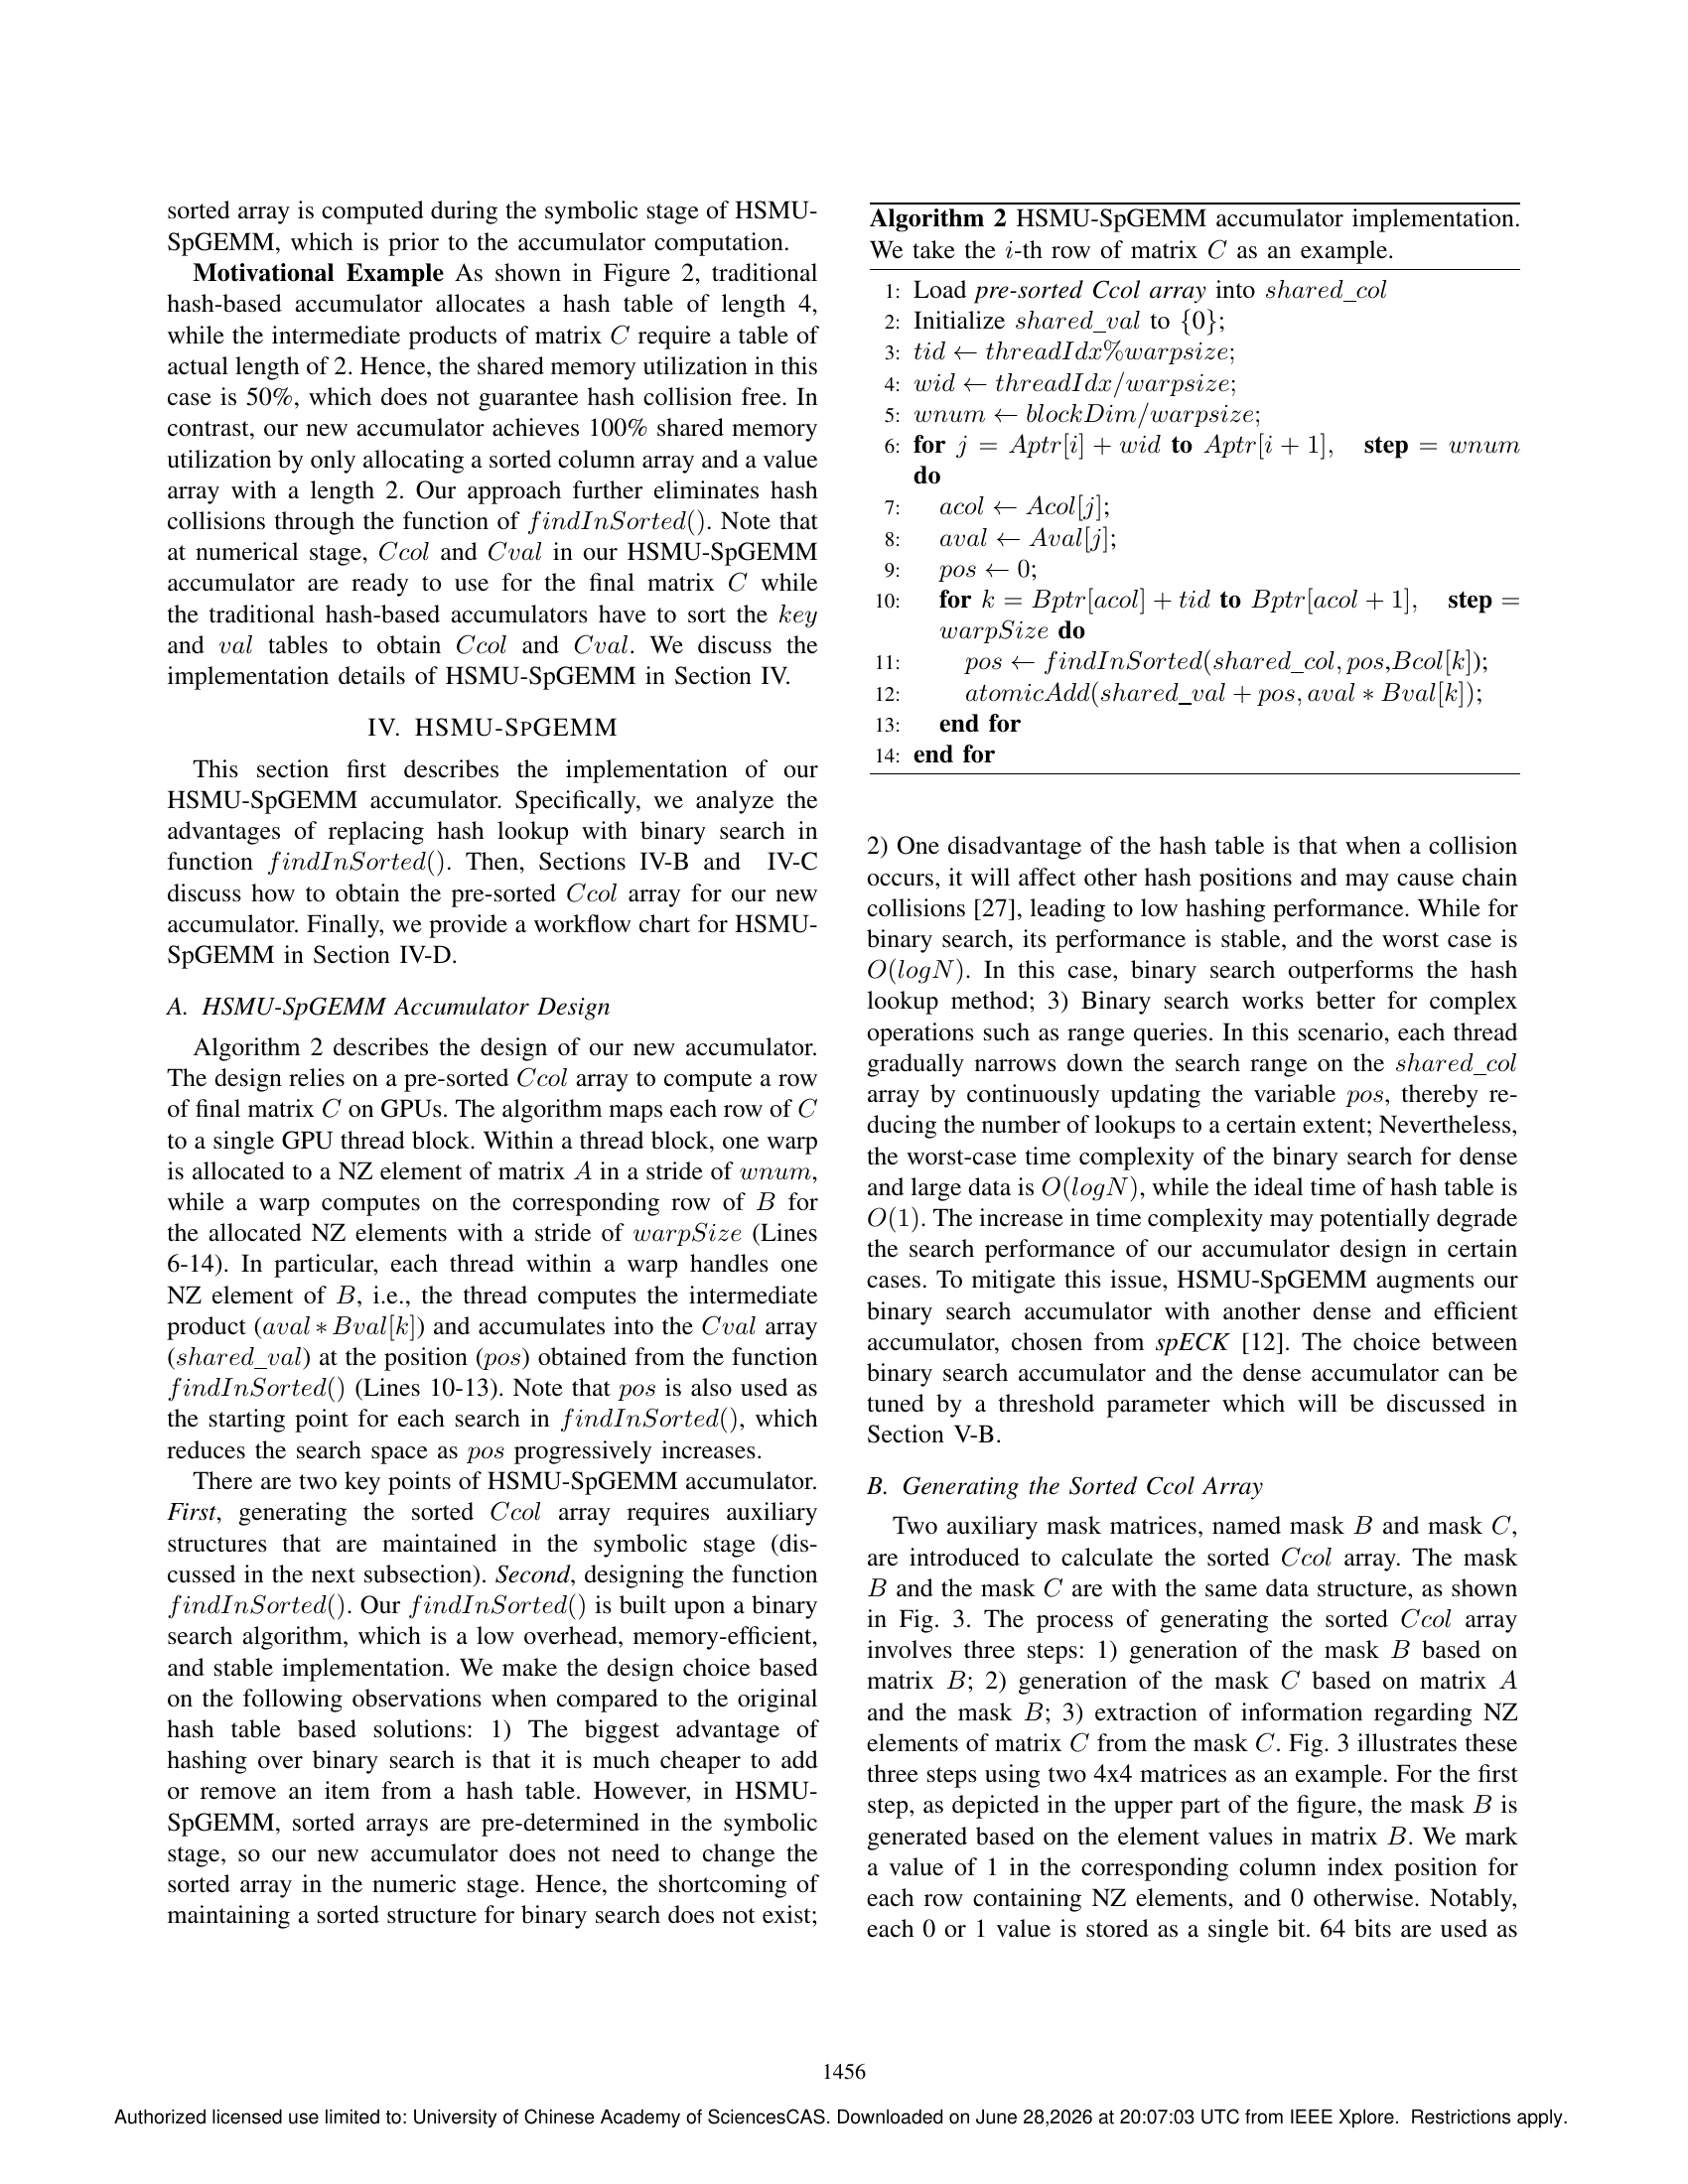 sorted array is computed during the symbolic stage of HSMU-
SpGEMM, which is prior to the accumulator computation.
Motivational Example As shown in Figure 2, traditional
hash-based accumulator allocates a hash table of length 4,
while the intermediate products of matrix C require a table of
actual length of 2. Hence, the shared memory utilization in this
case is 50%, which does not guarantee hash collision free. In
contrast, our new accumulator achieves 100% shared memory
utilization by only allocating a sorted column array and a value
array with a length 2. Our approach further eliminates hash
collisions through the function of findInSorted(). Note that
at numerical stage, Ccol and Cval in our HSMU-SpGEMM
accumulator are ready to use for the final matrix C while
the traditional hash-based accumulators have to sort the key
and val tables to obtain Ccol and Cval. We discuss the
implementation details of HSMU-SpGEMM in Section IV.
IV. HSMU-SPGEMM
This section first describes the implementation of our
HSMU-SpGEMM accumulator. Specifically, we analyze the
advantages of replacing hash lookup with binary search in
function findInSorted(). Then, Sections IV-B and IV-C
discuss how to obtain the pre-sorted Ccol array for our new
accumulator. Finally, we provide a workflow chart for HSMU-
SpGEMM in Section IV-D.
A. HSMU-SpGEMM Accumulator Design
Algorithm 2 describes the design of our new accumulator.
The design relies on a pre-sorted Ccol array to compute a row
of final matrix C on GPUs. The algorithm maps each row of C
to a single GPU thread block. Within a thread block, one warp
is allocated to a NZ element of matrix A in a stride of wnum,
while a warp computes on the corresponding row of B for
the allocated NZ elements with a stride of warpSize (Lines
6-14). In particular, each thread within a warp handles one
NZ element of B, i.e., the thread computes the intermediate
product (aval ∗ Bval[k]) and accumulates into the Cval array
(shared_val) at the position (pos) obtained from the function
findInSorted() (Lines 10-13). Note that pos is also used as
the starting point for each search in findInSorted(), which
reduces the search space as pos progressively increases.
There are two key points of HSMU-SpGEMM accumulator.
First, generating the sorted Ccol array requires auxiliary
structures that are maintained in the symbolic stage (dis-
cussed in the next subsection). Second, designing the function
findInSorted(). Our findInSorted() is built upon a binary
search algorithm, which is a low overhead, memory-efficient,
and stable implementation. We make the design choice based
on the following observations when compared to the original
hash table based solutions: 1) The biggest advantage of
hashing over binary search is that it is much cheaper to add
or remove an item from a hash table. However, in HSMU-
SpGEMM, sorted arrays are pre-determined in the symbolic
stage, so our new accumulator does not need to change the
sorted array in the numeric stage. Hence, the shortcoming of
maintaining a sorted structure for binary search does not exist;
Algorithm 2 HSMU-SpGEMM accumulator implementation.
We take the i-th row of matrix C as an example.
1: Load pre-sorted Ccol array into shared_col
2: Initialize shared_val to {0};
3: tid ← threadIdx%warpsize;
4: wid ← threadIdx/warpsize;
5: wnum ← blockDim/warpsize;
6: for j = Aptr[i] + wid to Aptr[i + 1], step = wnum
do
7: acol ← Acol[j];
8: aval ← Aval[j];
9: pos ← 0;
10: for k = Bptr[acol] + tid to Bptr[acol + 1], step =
warpSize do
11: pos ← findInSorted(shared_col, pos,Bcol[k]);
12: atomicAdd(shared_val + pos, aval ∗ Bval[k]);
13: end for
14: end for
2) One disadvantage of the hash table is that when a collision
occurs, it will affect other hash positions and may cause chain
collisions [27], leading to low hashing performance. While for
binary search, its performance is stable, and the worst case is
O(logN). In this case, binary search outperforms the hash
lookup method; 3) Binary search works better for complex
operations such as range queries. In this scenario, each thread
gradually narrows down the search range on the shared_col
array by continuously updating the variable pos, thereby re-
ducing the number of lookups to a certain extent; Nevertheless,
the worst-case time complexity of the binary search for dense
and large data is O(logN), while the ideal time of hash table is
O(1). The increase in time complexity may potentially degrade
the search performance of our accumulator design in certain
cases. To mitigate this issue, HSMU-SpGEMM augments our
binary search accumulator with another dense and efficient
accumulator, chosen from spECK [12]. The choice between
binary search accumulator and the dense accumulator can be
tuned by a threshold parameter which will be discussed in
Section V-B.
B. Generating the Sorted Ccol Array
Two auxiliary mask matrices, named mask B and mask C,
are introduced to calculate the sorted Ccol array. The mask
B and the mask C are with the same data structure, as shown
in Fig. 3. The process of generating the sorted Ccol array
involves three steps: 1) generation of the mask B based on
matrix B; 2) generation of the mask C based on matrix A
and the mask B; 3) extraction of information regarding NZ
elements of matrix C from the mask C. Fig. 3 illustrates these
three steps using two 4x4 matrices as an example. For the first
step, as depicted in the upper part of the figure, the mask B is
generated based on the element values in matrix B. We mark
a value of 1 in the corresponding column index position for
each row containing NZ elements, and 0 otherwise. Notably,
each 0 or 1 value is stored as a single bit. 64 bits are used as
1456
Authorized licensed use limited to: University of Chinese Academy of SciencesCAS. Downloaded on June 28,2026 at 20:07:03 UTC from IEEE Xplore. Restrictions apply.